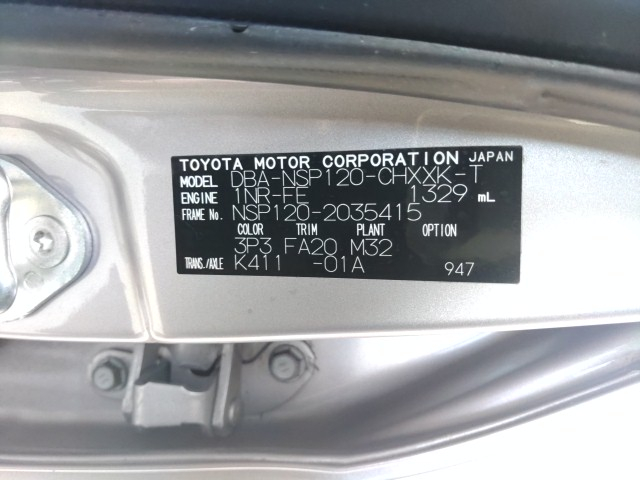 TOYOTA MOTOR CORPORATION JAPAN
MODEL DBA-NSP120-CHXXK-T
ENGINE 1NR-FE 1329 mL
FRAME No. NSP120-2035415
COLOR TRIM PLANT OPTION
3P3 FA20 M32
TRANS./AXLE K411 -01A 947